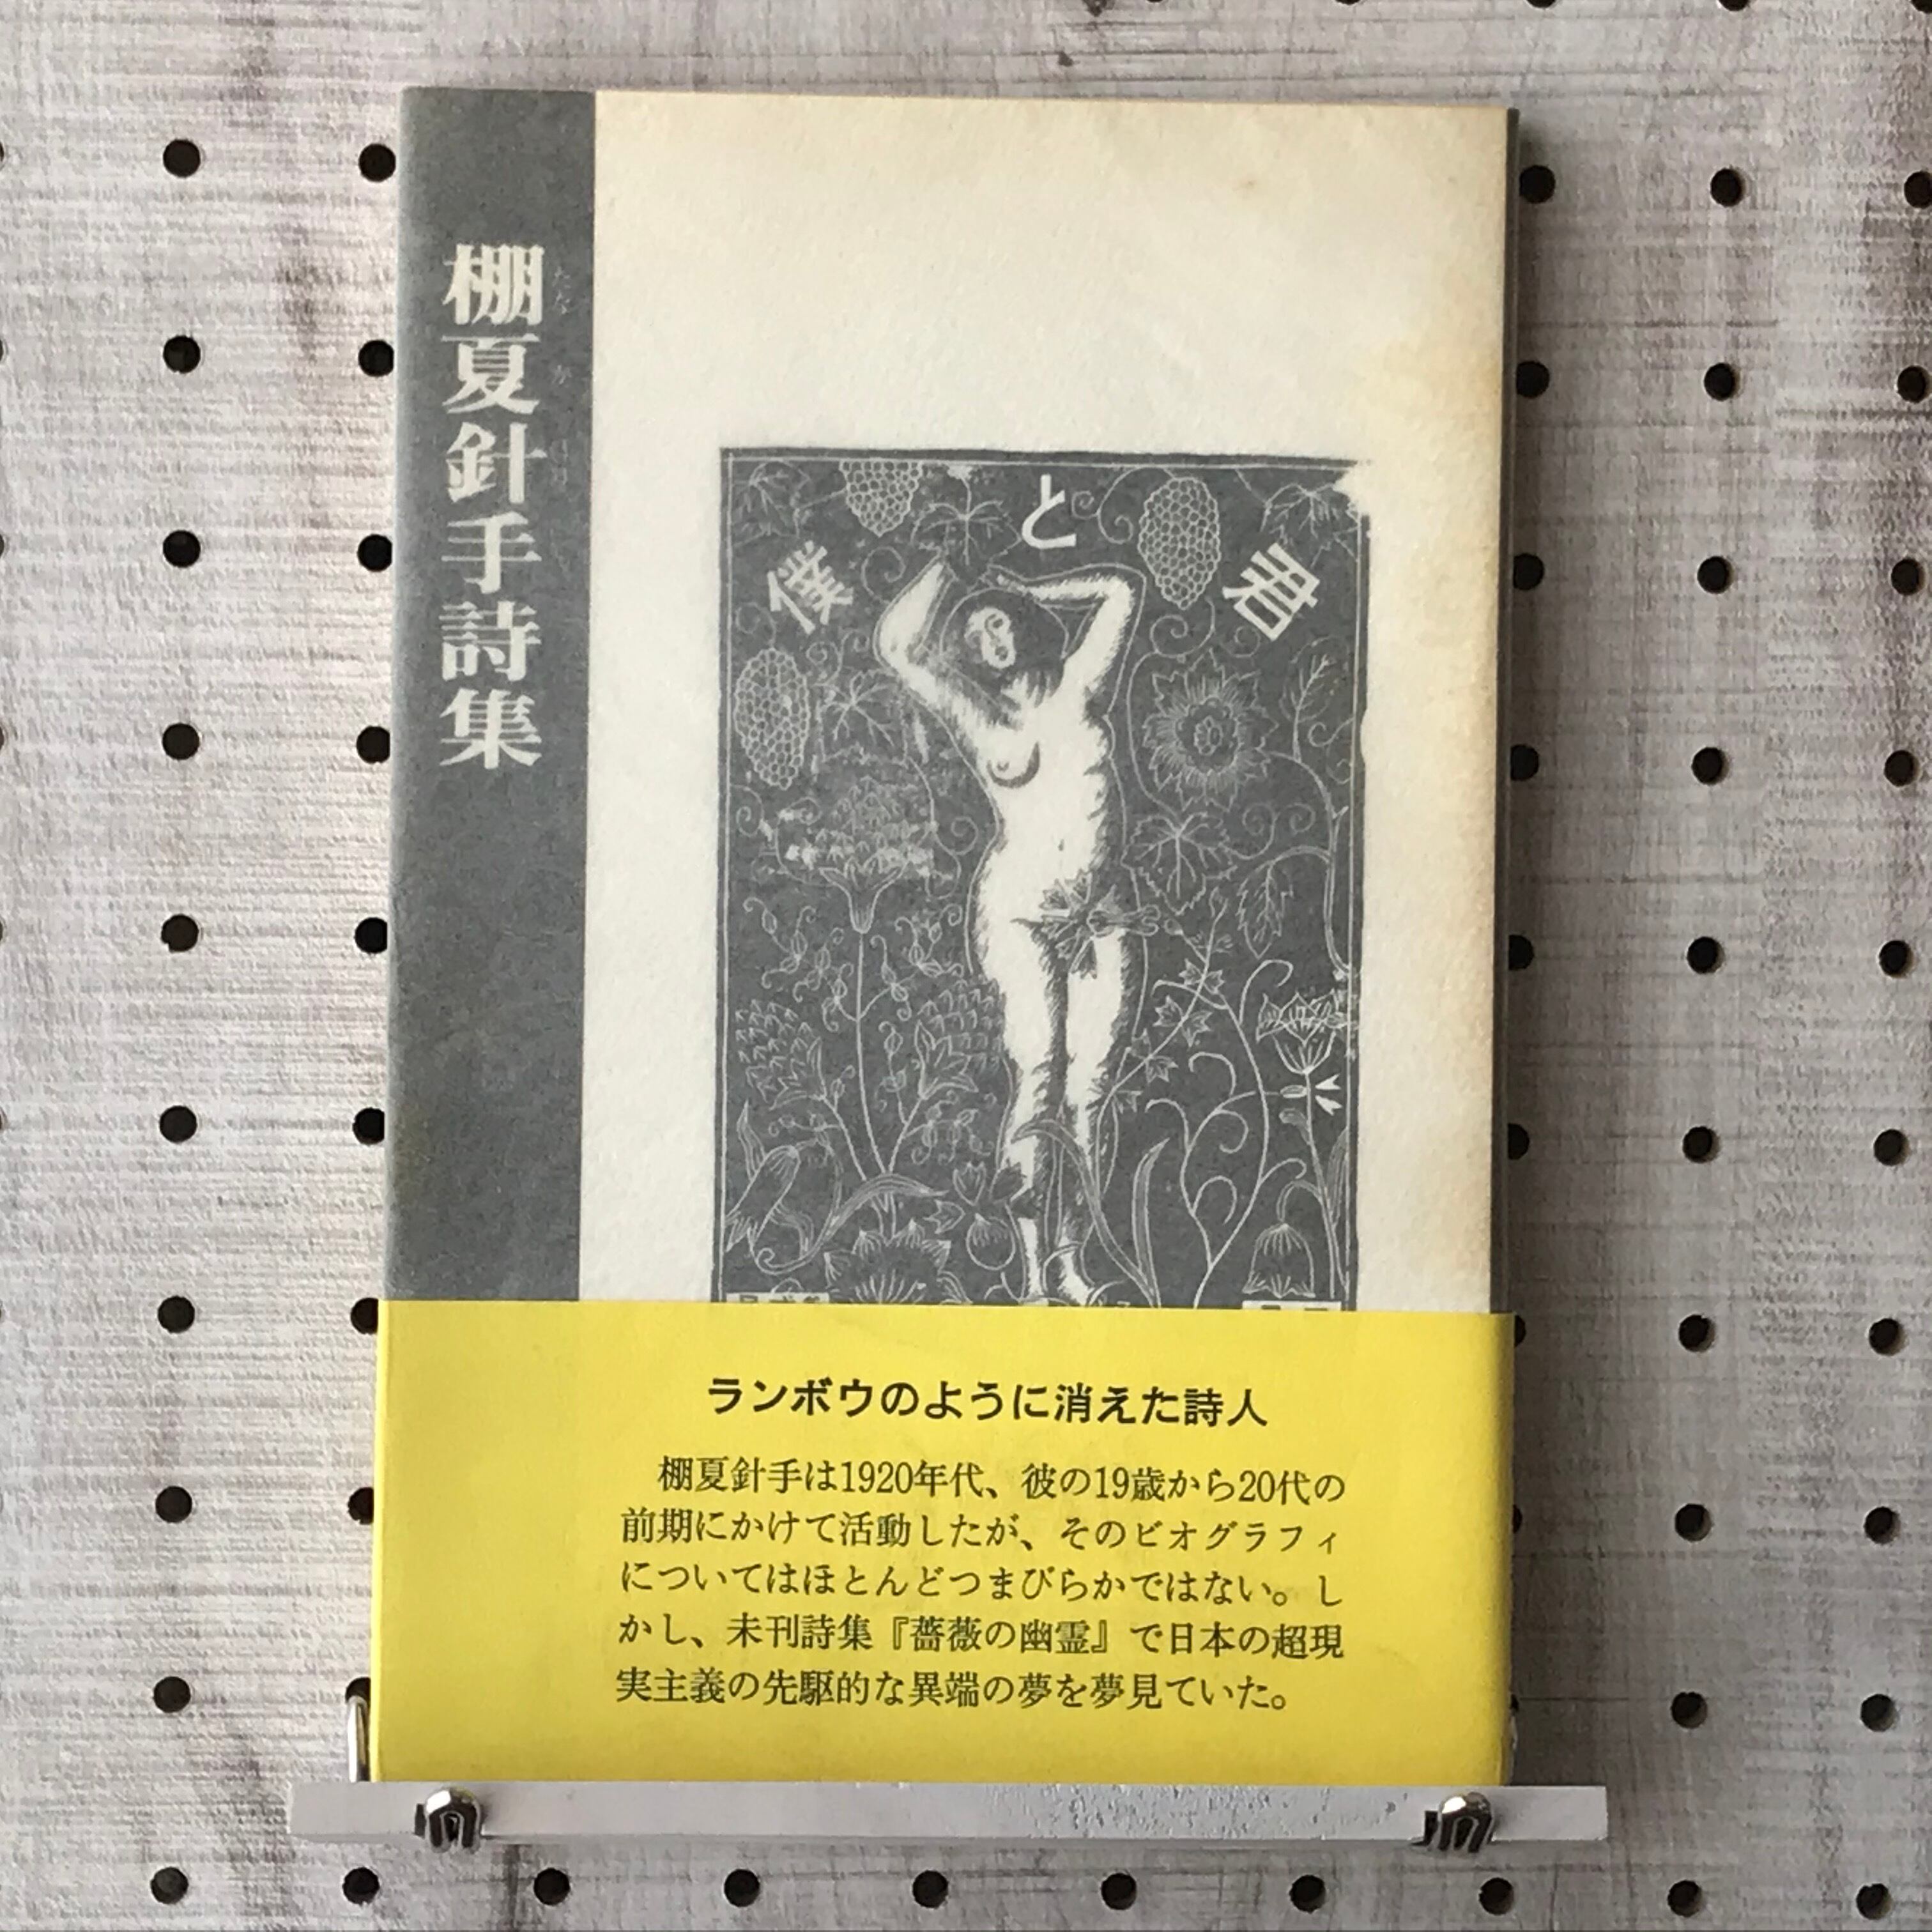 棚夏針手詩集
たな か
君と僕
ランボウのように消えた詩人
棚夏針手は1920年代、彼の19歳から20代の
前期にかけて活動したが、そのビオグラフィ
についてはほとんどつまびらかではない。し
かし、未刊詩集『薔薇の幽霊』で日本の超現
実主義の先駆的な異端の夢を夢見ていた。